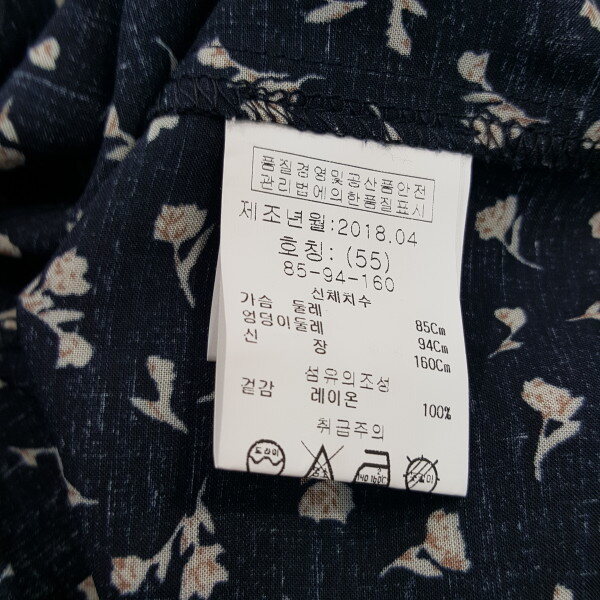 품질경영및공산품안전
관리법에의한품질표시
제조년월:2018.04
호칭: (55)
85-94-160
신체치수
가슴 둘레 85Cm
엉덩이둘레 94Cm
신 장 160Cm
섬유의조성
겉감 레이온 100%
취급주의
드라이